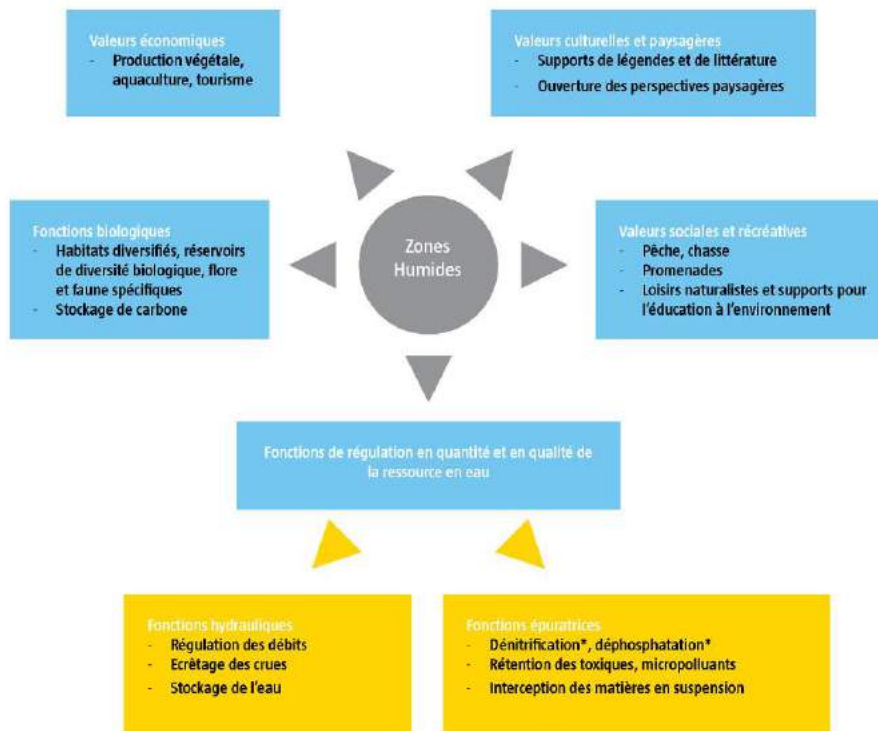 Valeurs économiques
- Production végétale,
aquaculture, tourisme
Valeurs culturelles et paysagères
- Supports de légendes et de littérature
- Ouverture des perspectives paysagères
Fonctions biologiques
- Habitats diversifiés, réservoirs
de diversité biologique, flore
et faune spécifiques
- Stockage de carbone
Zones
Humides
Valeurs sociales et récréatives
- Pêche, chasse
- Promenades
- Loisirs naturalistes et supports pour
l'éducation à l'environnement
Fonctions de régulation en quantité et en qualité de
la ressource en eau
Fonctions hydrauliques
- Régulation des débits
- Ecrêtage des crues
- Stockage de l'eau
Fonctions épuratrices
- Dénitrification*, déphosphatation*
- Rétention des toxiques, micropolluants
- Interception des matières en suspension